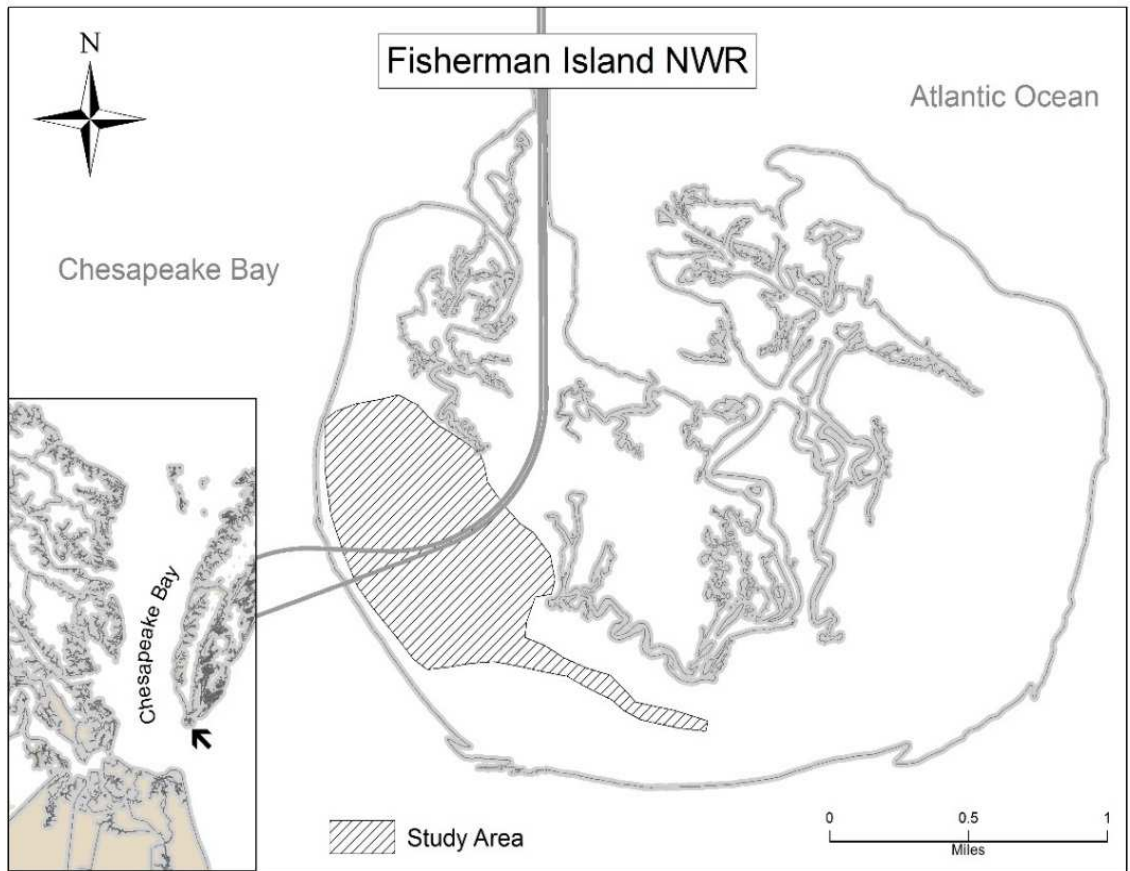 Fisherman Island NWR
N
Atlantic Ocean
Chesapeake Bay
Chesapeake Bay
Study Area
0 0.5 1
Miles